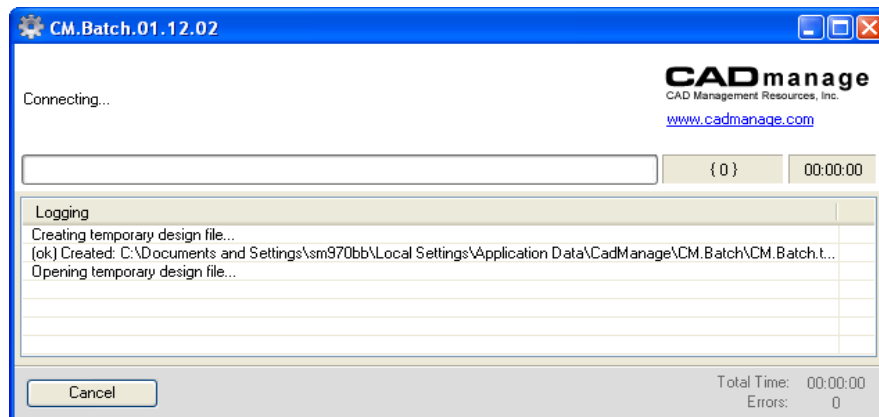 CM.Batch.01.12.02
CADmanage
CAD Management Resources, Inc.
Connecting...
www.cadmanage.com
{ 0 }
00:00:00
Logging
Creating temporary design file...
(ok) Created: C:\Documents and Settings\sm970bb\Local Settings\Application Data\CadManage\CM.Batch\CM.Batch.t...
Opening temporary design file...
Cancel
Total Time: 00:00:00
Errors: 0